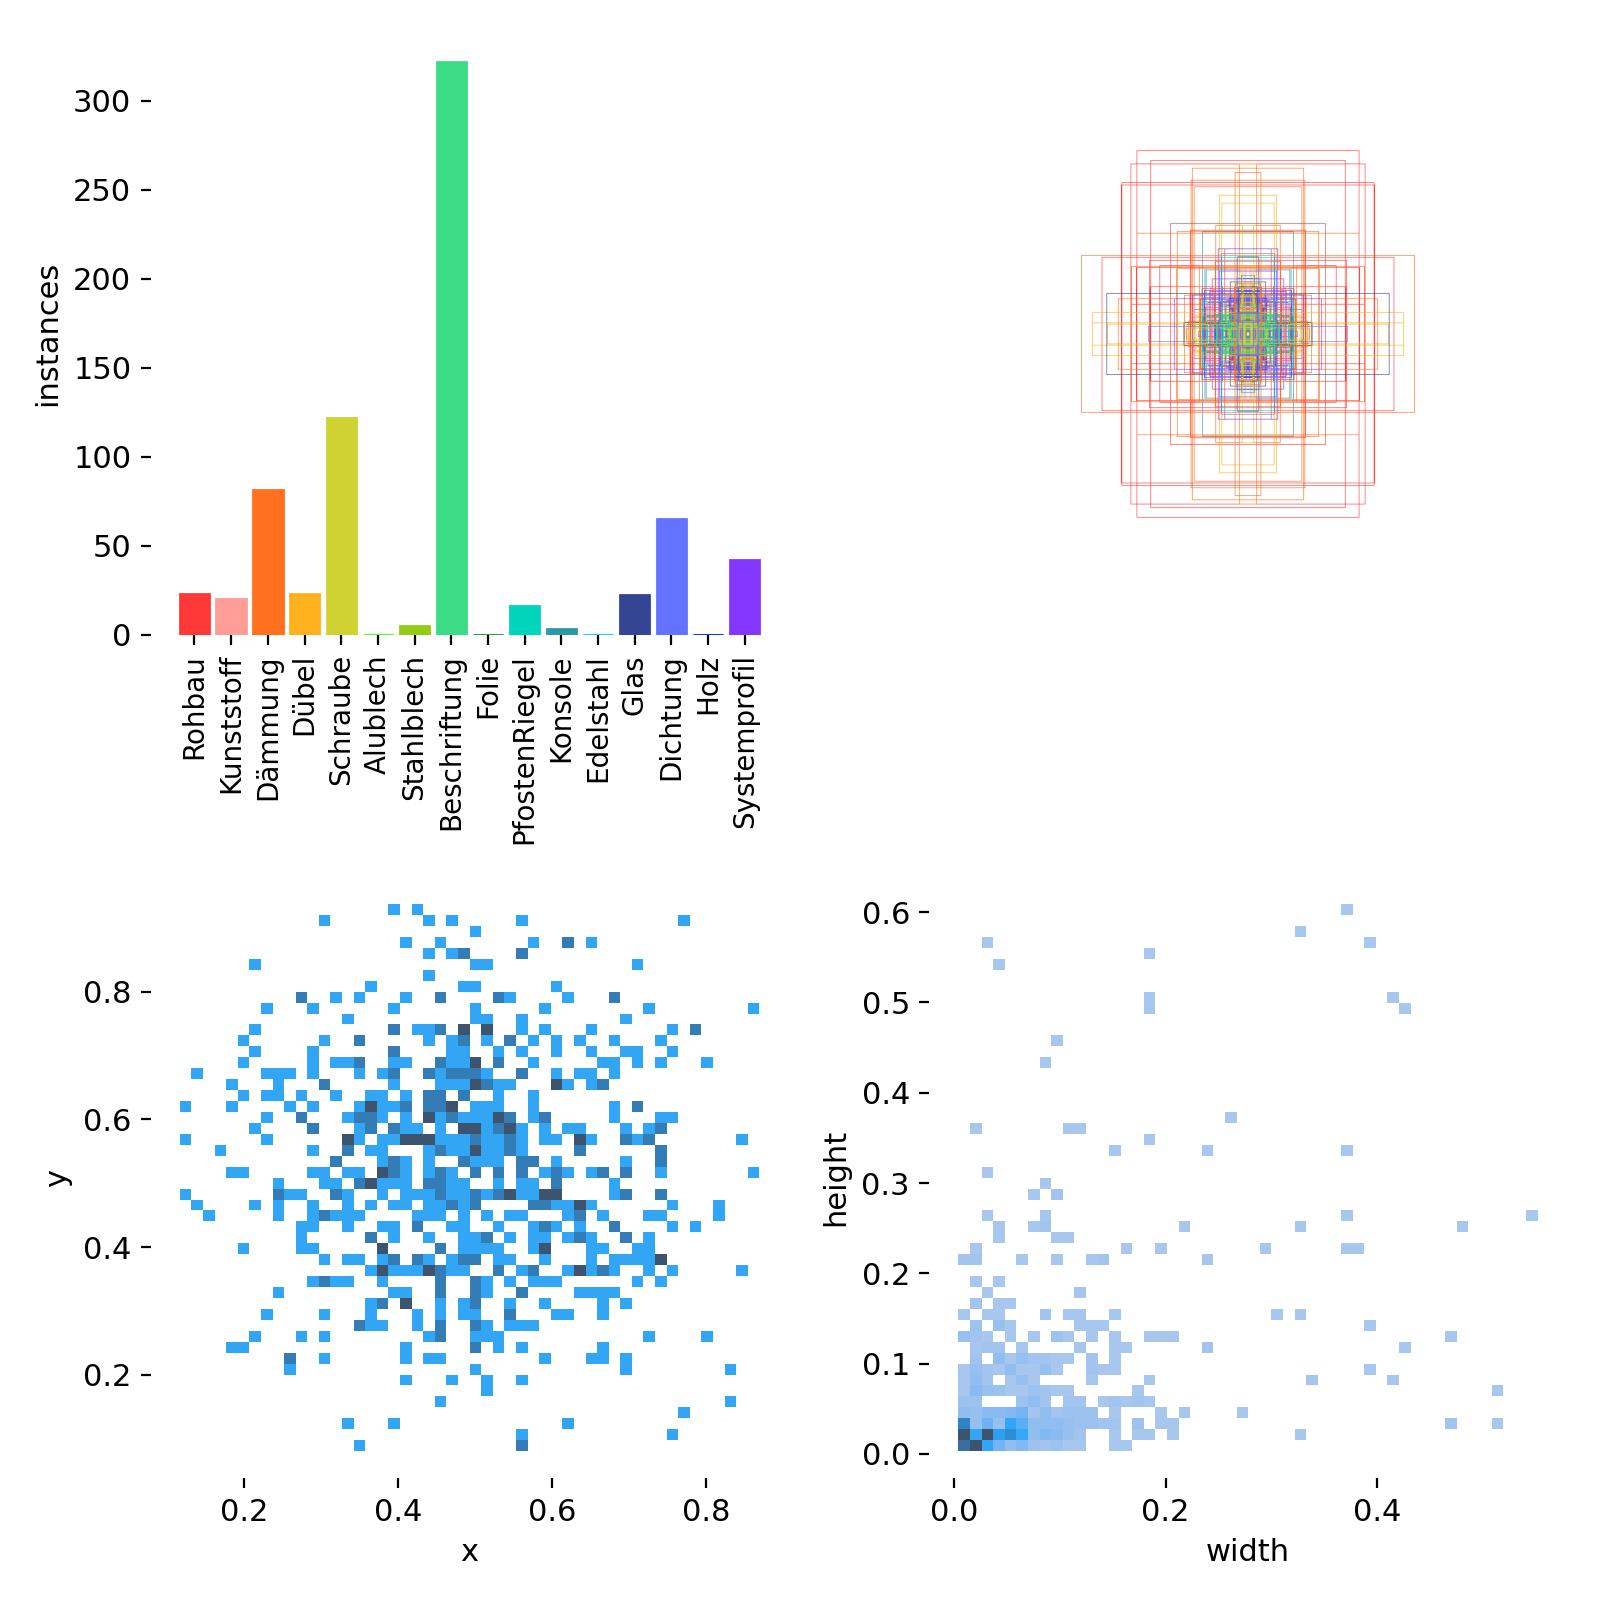 instances
300
250
200
150
100
50
0
Rohbau
Kunststoff
Dämmung
Dübel
Schraube
Alublech
Stahlblech
Beschriftung
Folie
PfostenRiegel
Konsole
Edelstahl
Glas
Dichtung
Holz
Systemprofil
y
0.8
0.6
0.4
0.2
0.2 0.4 0.6 0.8
x
height
0.6
0.5
0.4
0.3
0.2
0.1
0.0
0.0 0.2 0.4
width